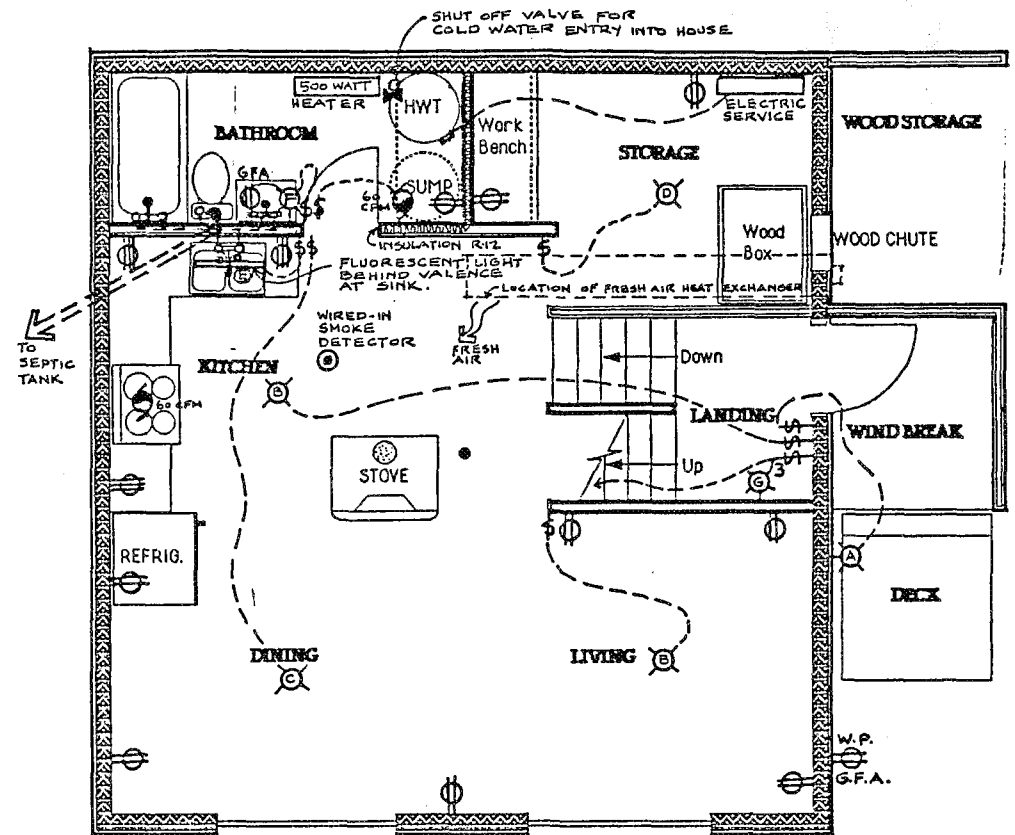 SHUT OFF VALVE FOR
COLD WATER ENTRY INTO HOUSE
500 WATT
HEATER
HWT
ELECTRIC
SERVICE
BATHROOM
Work
Bench
STORAGE
WOOD STORAGE
GFA
F
$$
60
CFM
SUMP
D
INSULATION R-12
$$
$
Wood
Box
WOOD CHUTE
FLUORESCENT LIGHT
BEHIND VALENCE
AT SINK.
E
LOCATION OF FRESH AIR HEAT EXCHANGER
TO
SEPTIC
TANK
WIRED-IN
SMOKE
DETECTOR
FRESH
AIR
Down
KITCHEN
B
60 CFM
LANDING
$
$
$
3
WIND BREAK
STOVE
Up
G
$
REFRIG.
A
DECK
DINING
C
LIVING
B
W.P.
G.F.A.